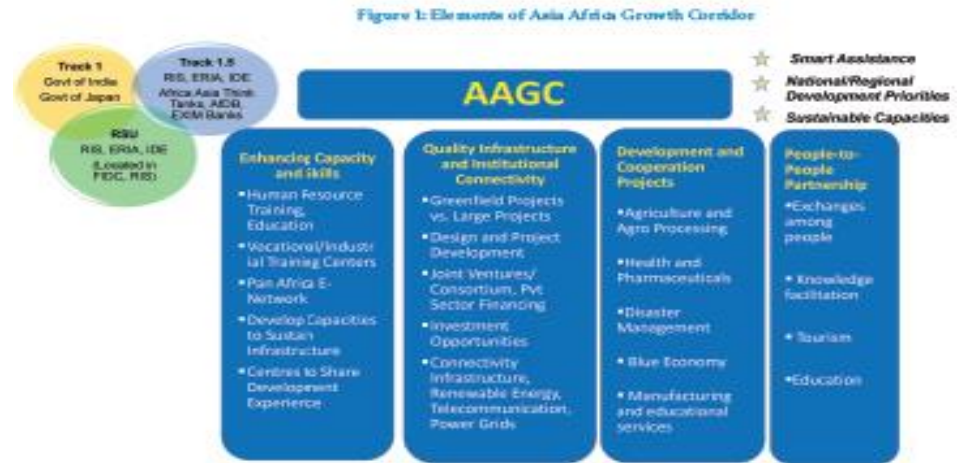 Figure 1: Elements of Asia Africa Growth Corridor
Track 1
Govt of India
Govt of Japan
Track 1.5
RIS, ERIA, IDE
Africa Asia Think
Tanks, AfDB,
EXIM Banks
RSU
RIS, ERIA, IDE
(Located in
FIDC, RIS)
AAGC
Smart Assistance
National/Regional
Development Priorities
Sustainable Capacities
Enhancing Capacity
and Skills
▪Human Resource
Training,
Education
▪Vocational/Industr
ial Training Centers
▪Pan Africa E-
Network
▪Develop Capacities
to Sustain
Infrastructure
▪Centres to Share
Development
Experience
Quality Infrastructure
and Institutional
Connectivity
▪Greenfield Projects
vs. Large Projects
▪Design and Project
Development
▪Joint Ventures/
Consortium, Pvt
Sector Financing
▪Investment
Opportunities
▪Connectivity
Infrastructure,
Renewable Energy,
Telecommunication,
Power Grids
Development and
Cooperation
Projects
▪Agriculture and
Agro Processing
▪Health and
Pharmaceuticals
▪Disaster
Management
▪Blue Economy
▪Manufacturing
and educational
services
People-to-
People
Partnership
▪Exchanges
among
people
▪Knowledge
facilitation
▪Tourism
▪Education